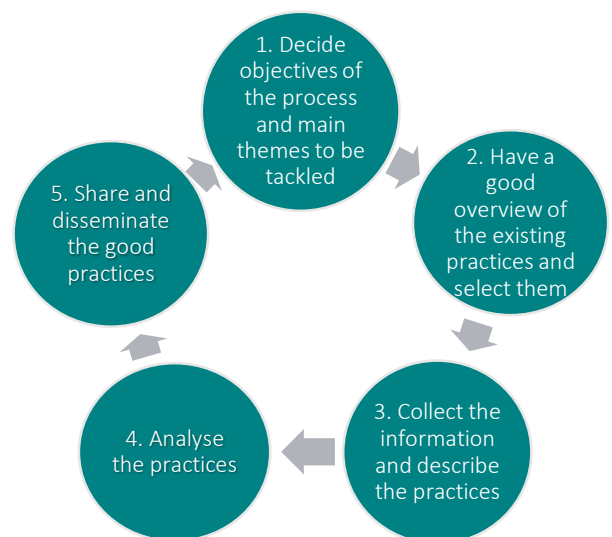 1. Decide
objectives of
the process
and main
themes to be
tackled
2. Have a
good
overview of
the existing
practices and
select them
3. Collect the
information
and describe
the practices
4. Analyse
the practices
5. Share and
disseminate
the good
practices